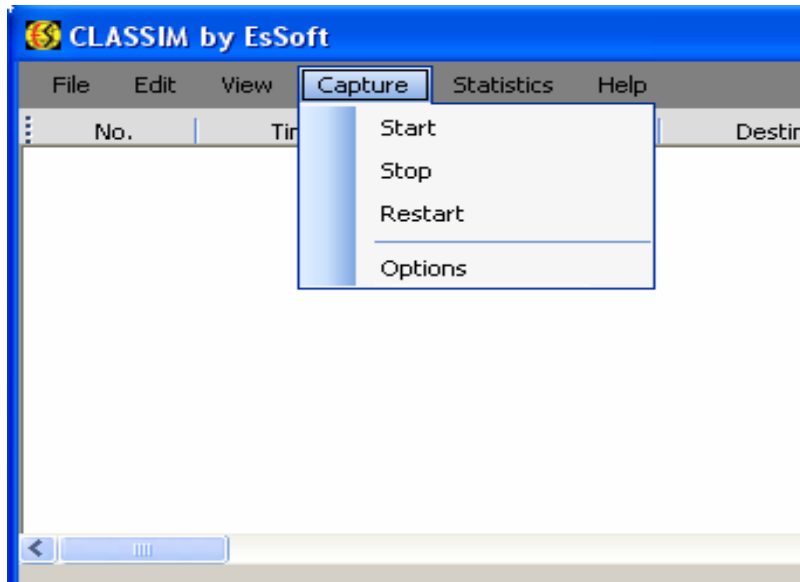 CLASSIM by EsSoft
File Edit View Capture Statistics Help
No.
Start
Stop
Restart
Options